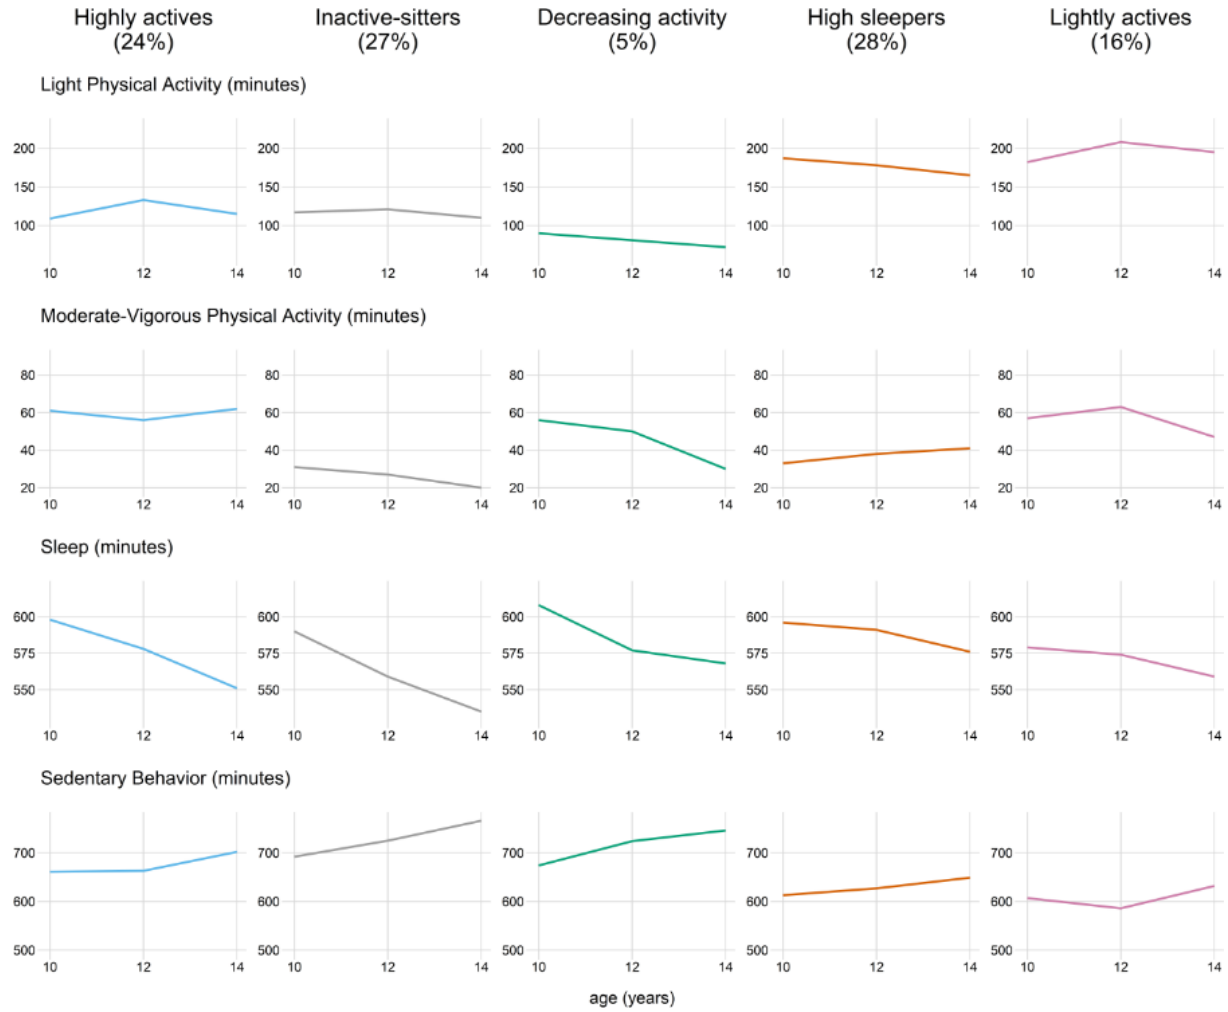 Highly actives Inactive-sitters Decreasing activity High sleepers Lightly actives
(24%) (27%) (5%) (28%) (16%)
Light Physical Activity (minutes)
200 200 200 200 200
150 150 150 150 150
100 100 100 100 100
10 12 14 10 12 14 10 12 14 10 12 14 10 12 14
Moderate-Vigorous Physical Activity (minutes)
80 80 80 80 80
60 60 60 60 60
40 40 40 40 40
20 20 20 20 20
10 12 14 10 12 14 10 12 14 10 12 14 10 12 14
Sleep (minutes)
600 600 600 600 600
575 575 575 575 575
550 550 550 550 550
10 12 14 10 12 14 10 12 14 10 12 14 10 12 14
Sedentary Behavior (minutes)
700 700 700 700 700
600 600 600 600 600
500 500 500 500 500
10 12 14 10 12 14 10 12 14 10 12 14 10 12 14
age (years)